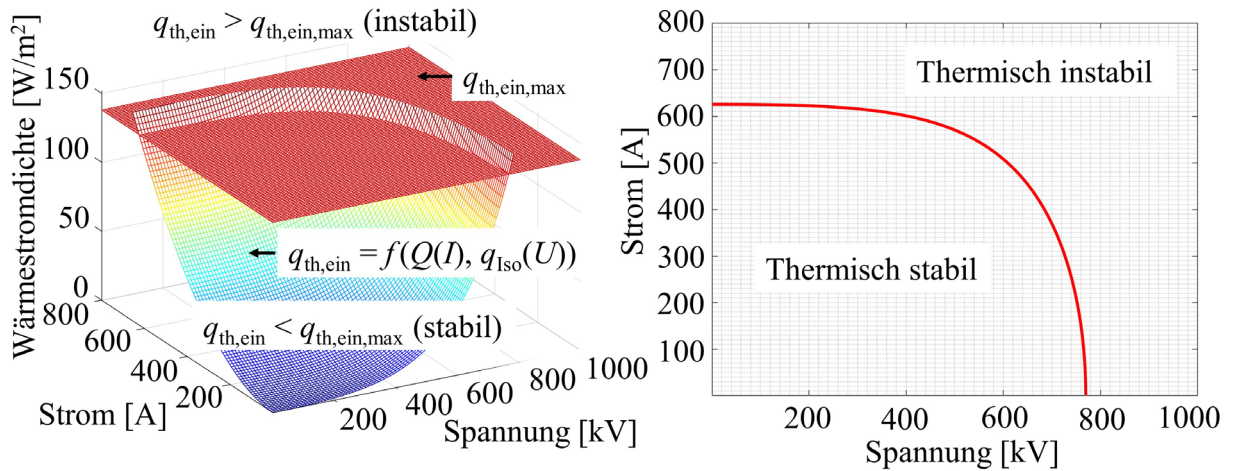 q_th,ein > q_th,ein,max (instabil)
Wärmestromdichte [W/m²]
150
100
50
0
q_th,ein,max
q_th,ein = f(Q(I), q_Iso(U))
q_th,ein < q_th,ein,max (stabil)
800
600
400
200
Strom [A]
200
400
600
800
1000
Spannung [kV]
800
700
600
500
400
300
200
100
Strom [A]
Thermisch instabil
Thermisch stabil
200
400
600
800
1000
Spannung [kV]